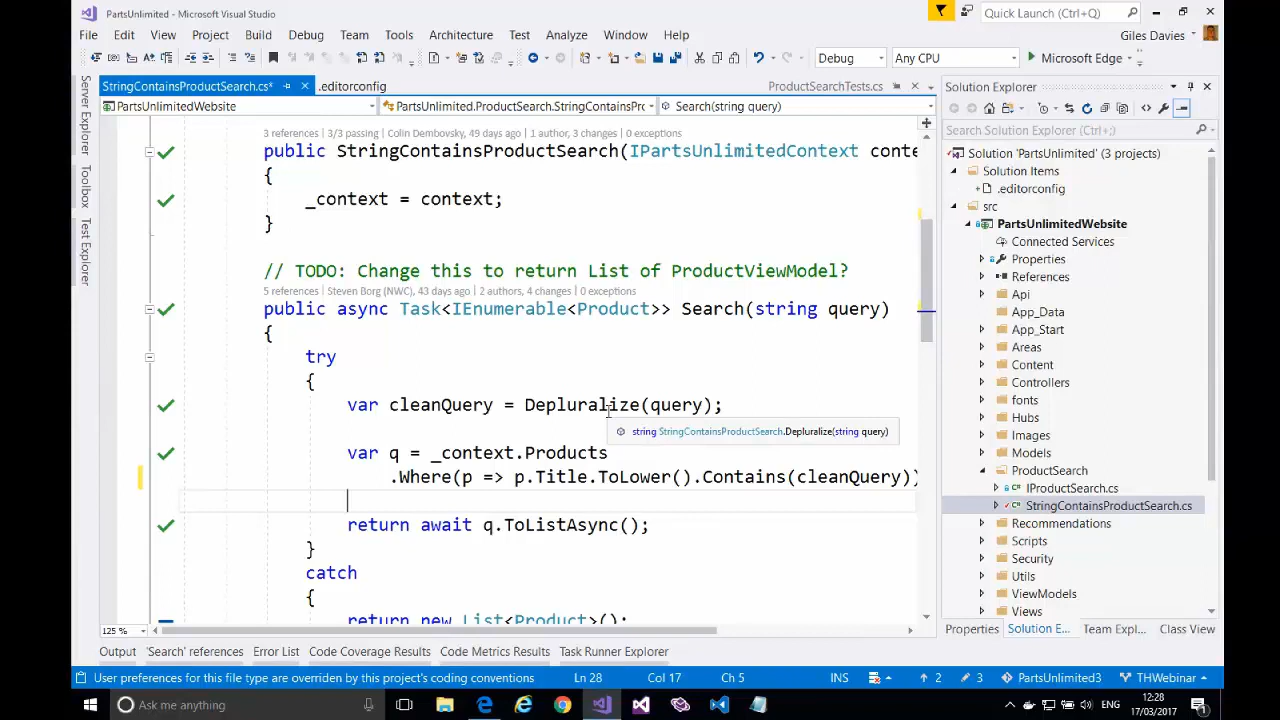 PartsUnlimited - Microsoft Visual Studio
Quick Launch (Ctrl+Q)
File Edit View Project Build Debug Team Tools Architecture Test Analyze Window Help
Giles Davies
Debug
Any CPU
Microsoft Edge
Server Explorer
Toolbox
Test Explorer
StringContainsProductSearch.cs*
.editorconfig
ProductSearchTests.cs
PartsUnlimitedWebsite
PartsUnlimited.ProductSearch.StringContainsPr
Search(string query)
3 references | 3/3 passing | Colin Dembovsky, 49 days ago | 1 author, 3 changes | 0 exceptions
public StringContainsProductSearch(IPartsUnlimitedContext conte
{
_context = context;
}
// TODO: Change this to return List of ProductViewModel?
5 references | Steven Borg (NWC), 43 days ago | 2 authors, 4 changes | 0 exceptions
public async Task<IEnumerable<Product>> Search(string query)
{
try
{
var cleanQuery = Depluralize(query);
string StringContainsProductSearch.Depluralize(string query)
var q = _context.Products
.Where(p => p.Title.ToLower().Contains(cleanQuery))
return await q.ToListAsync();
}
catch
{
return new List<Product>();
125 %
Solution Explorer
Search Solution Explorer (Ctrl+;)
Solution 'PartsUnlimited' (3 projects)
Solution Items
.editorconfig
src
PartsUnlimitedWebsite
Connected Services
Properties
References
Api
App_Data
App_Start
Areas
Content
Controllers
fonts
Hubs
Images
Models
ProductSearch
IProductSearch.cs
StringContainsProductSearch.cs
Recommendations
Scripts
Security
Utils
ViewModels
Views
Properties Solution E... Team Expl... Class View
Output 'Search' references Error List Code Coverage Results Code Metrics Results Task Runner Explorer
User preferences for this file type are overriden by this project's coding conventions
Ln 28 Col 17 Ch 5 INS
2
3
PartsUnlimited3
THWebinar
Ask me anything
ENG
12:28
17/03/2017
1